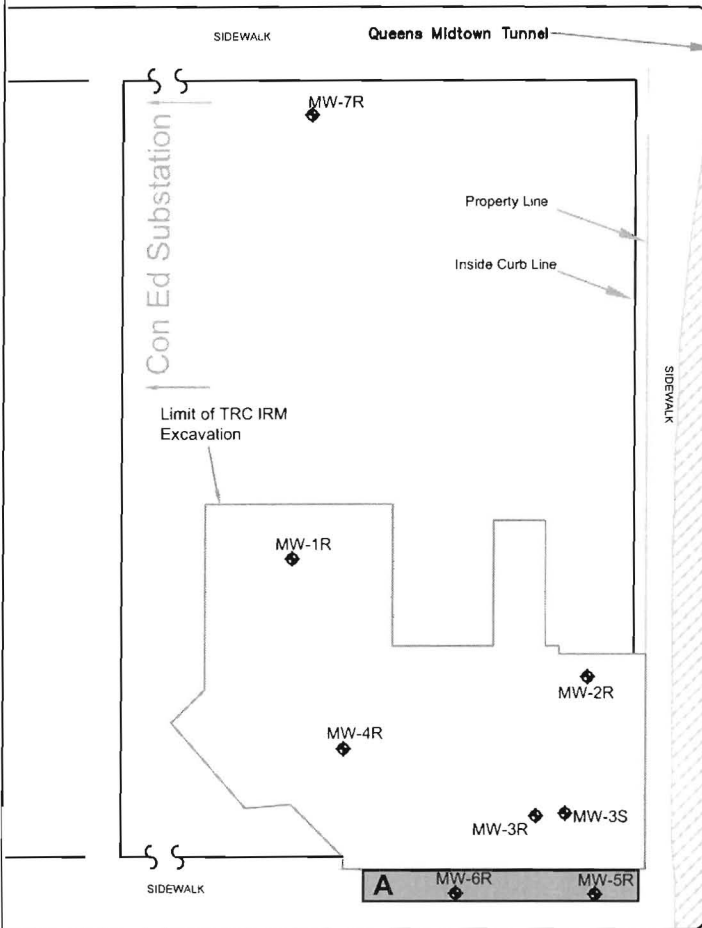 SIDEWALK
Queens Midtown Tunnel
MW-7R
Con Ed Substation
Property Line
Inside Curb Line
SIDEWALK
Limit of TRC IRM
Excavation
MW-1R
MW-2R
MW-4R
MW-3R
MW-3S
A
MW-6R
MW-5R
SIDEWALK